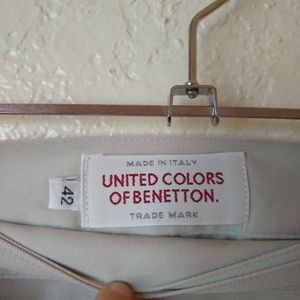 MADE IN ITALY
UNITED COLORS
OF BENETTON.
TRADE MARK
42